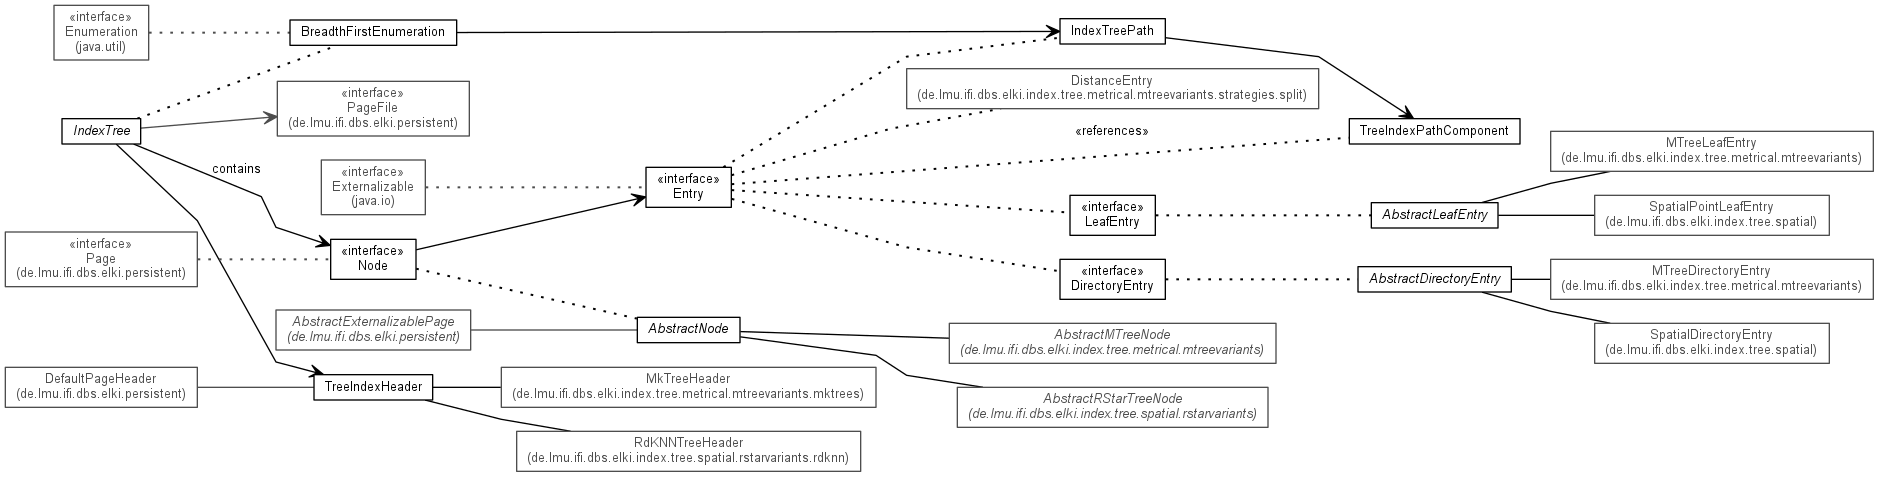 «interface»
Enumeration
(java.util)
BreadthFirstEnumeration
IndexTreePath
DistanceEntry
(de.lmu.ifi.dbs.elki.index.tree.metrical.mtreevariants.strategies.split)
«interface»
PageFile
(de.lmu.ifi.dbs.elki.persistent)
IndexTree
«references»
TreeIndexPathComponent
MTreeLeafEntry
(de.lmu.ifi.dbs.elki.index.tree.metrical.mtreevariants)
contains
«interface»
Externalizable
(java.io)
«interface»
Entry
«interface»
LeafEntry
AbstractLeafEntry
SpatialPointLeafEntry
(de.lmu.ifi.dbs.elki.index.tree.spatial)
«interface»
Page
(de.lmu.ifi.dbs.elki.persistent)
«interface»
Node
«interface»
DirectoryEntry
AbstractDirectoryEntry
MTreeDirectoryEntry
(de.lmu.ifi.dbs.elki.index.tree.metrical.mtreevariants)
AbstractExternalizablePage
(de.lmu.ifi.dbs.elki.persistent)
AbstractNode
AbstractMTreeNode
(de.lmu.ifi.dbs.elki.index.tree.metrical.mtreevariants)
SpatialDirectoryEntry
(de.lmu.ifi.dbs.elki.index.tree.spatial)
DefaultPageHeader
(de.lmu.ifi.dbs.elki.persistent)
TreeIndexHeader
MkTreeHeader
(de.lmu.ifi.dbs.elki.index.tree.metrical.mtreevariants.mktrees)
AbstractRStarTreeNode
(de.lmu.ifi.dbs.elki.index.tree.spatial.rstarvariants)
RdKNNTreeHeader
(de.lmu.ifi.dbs.elki.index.tree.spatial.rstarvariants.rdknn)